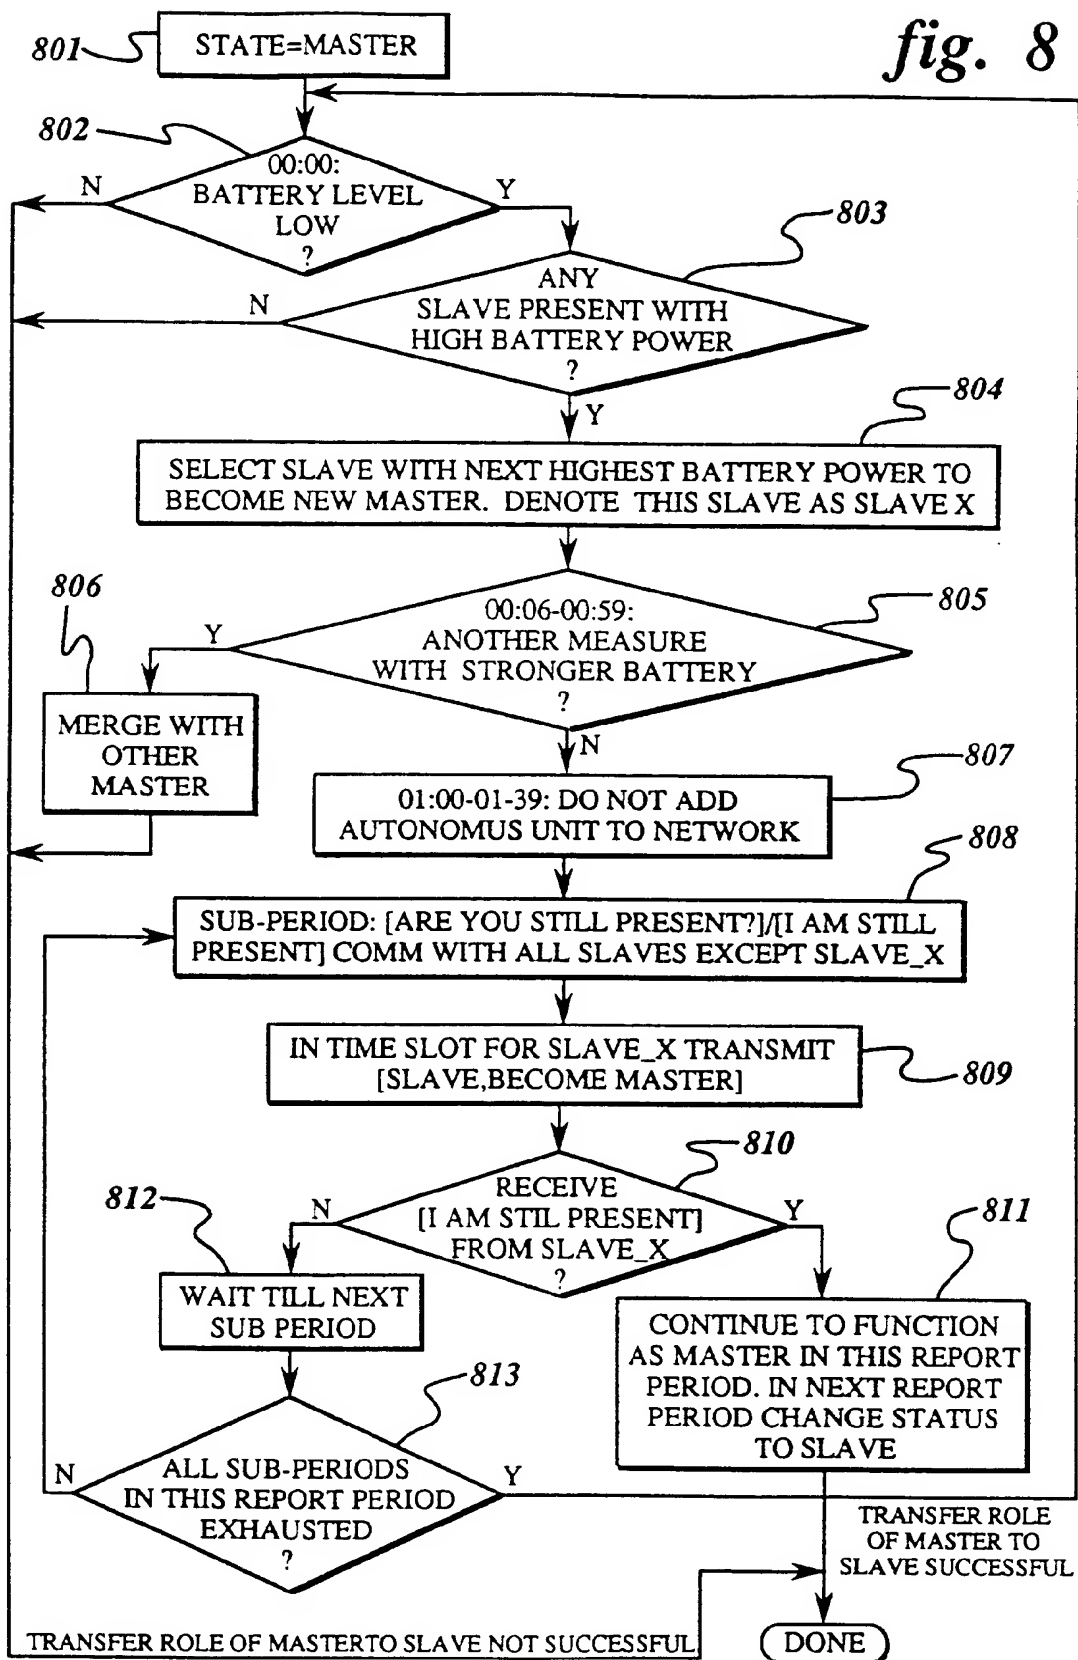 fig. 8
801
STATE=MASTER
802
00:00:
BATTERY LEVEL
LOW
?
N
Y
803
ANY
SLAVE PRESENT WITH
HIGH BATTERY POWER
?
N
Y
804
SELECT SLAVE WITH NEXT HIGHEST BATTERY POWER TO
BECOME NEW MASTER. DENOTE THIS SLAVE AS SLAVE X
805
00:06-00:59:
ANOTHER MEASURE
WITH STRONGER BATTERY
?
Y
N
806
MERGE WITH
OTHER
MASTER
807
01:00-01-39: DO NOT ADD
AUTONOMUS UNIT TO NETWORK
808
SUB-PERIOD: [ARE YOU STILL PRESENT?]/[I AM STILL
PRESENT] COMM WITH ALL SLAVES EXCEPT SLAVE_X
IN TIME SLOT FOR SLAVE_X TRANSMIT
[SLAVE,BECOME MASTER]
809
810
RECEIVE
[I AM STIL PRESENT]
FROM SLAVE_X
?
N
Y
812
WAIT TILL NEXT
SUB PERIOD
811
CONTINUE TO FUNCTION
AS MASTER IN THIS REPORT
PERIOD. IN NEXT REPORT
PERIOD CHANGE STATUS
TO SLAVE
813
ALL SUB-PERIODS
IN THIS REPORT PERIOD
EXHAUSTED
?
N
Y
TRANSFER ROLE
OF MASTER TO
SLAVE SUCCESSFUL
TRANSFER ROLE OF MASTERTO SLAVE NOT SUCCESSFUL
DONE